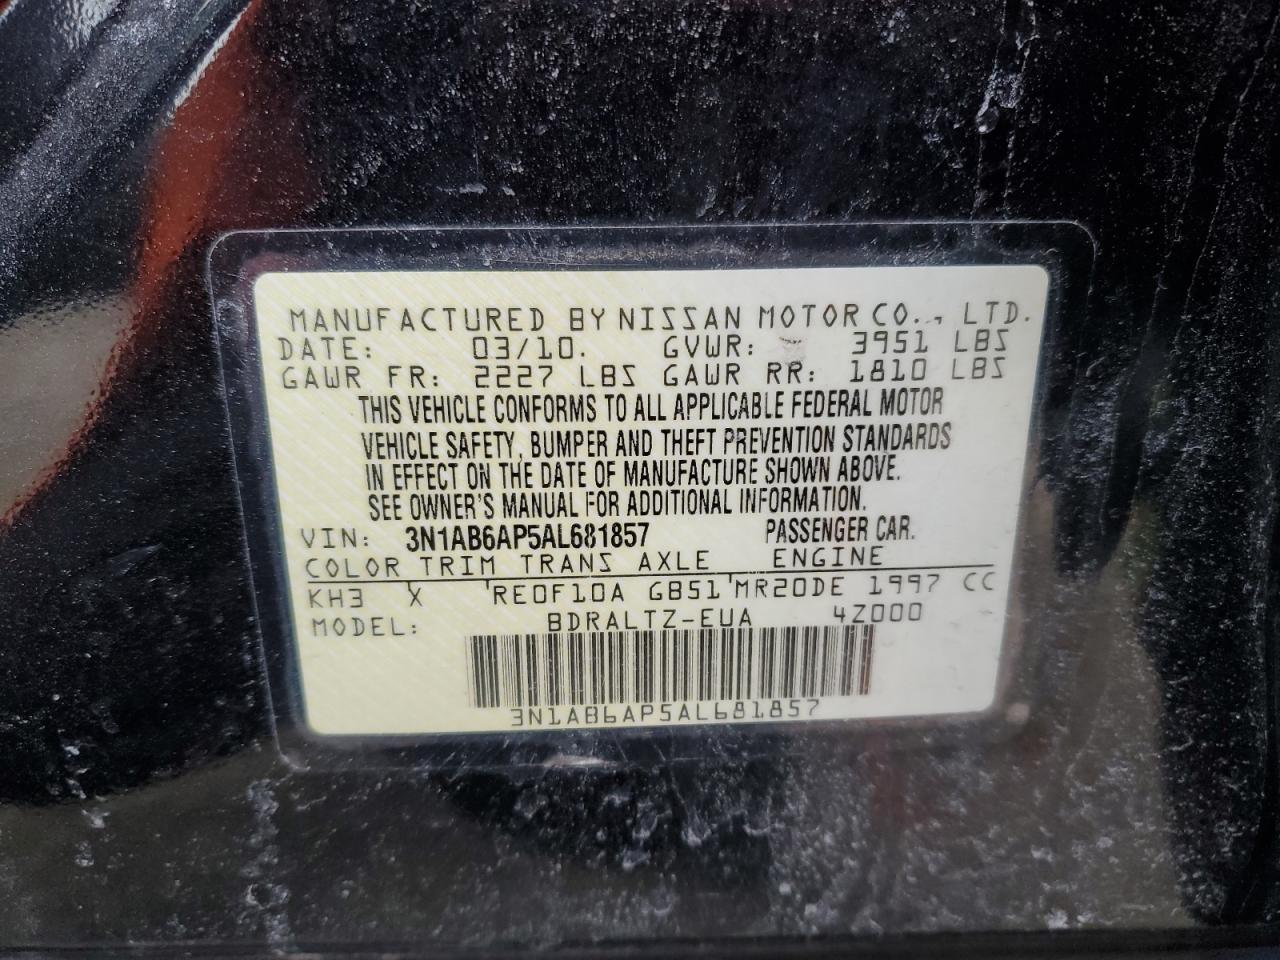 MANUFACTURED BY NISSAN MOTOR CO., LTD.
DATE: 03/10. GVWR: 3951 LBS
GAWR FR: 2227 LBS GAWR RR: 1810 LBS
THIS VEHICLE CONFORMS TO ALL APPLICABLE FEDERAL MOTOR
VEHICLE SAFETY, BUMPER AND THEFT PREVENTION STANDARDS
IN EFFECT ON THE DATE OF MANUFACTURE SHOWN ABOVE.
SEE OWNER'S MANUAL FOR ADDITIONAL INFORMATION.
VIN: 3N1AB6AP5AL681857 PASSENGER CAR.
COLOR TRIM TRANS AXLE ENGINE
KH3 X RE0F10A GB51 MR20DE 1997 CC
MODEL: BDRALTZ-EUA 4Z000
3N1AB6AP5AL681857